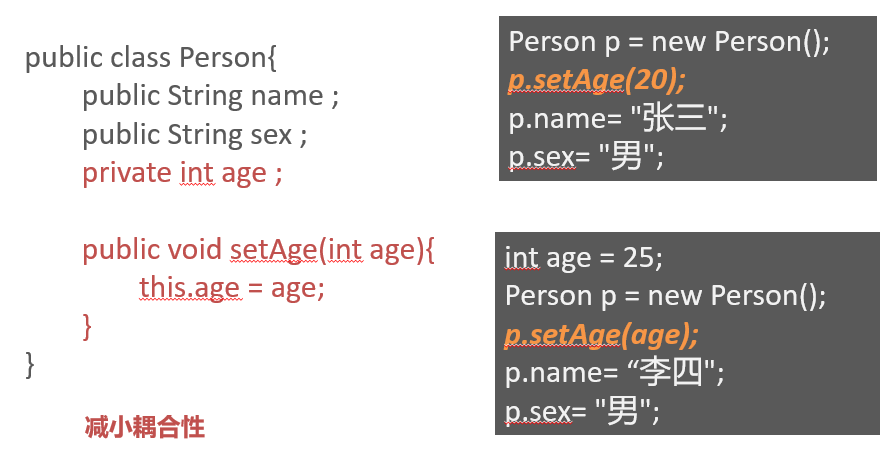 public class Person{
public String name ;
public String sex ;
private int age ;
public void setAge(int age){
this.age = age;
}
}
减小耦合性
Person p = new Person();
p.setAge(20);
p.name= "张三";
p.sex= "男";
int age = 25;
Person p = new Person();
p.setAge(age);
p.name= “李四";
p.sex= "男";